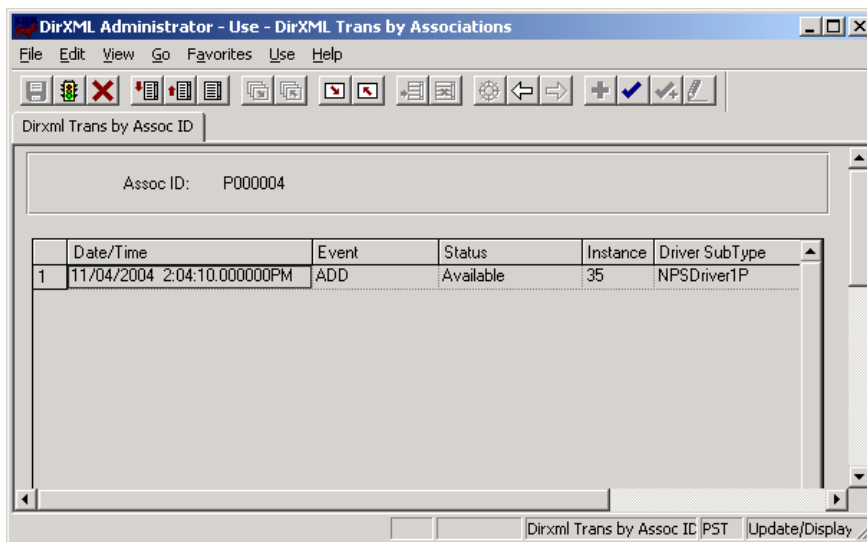 DirXML Administrator - Use - DirXML Trans by Associations
File Edit View Go Favorites Use Help
Dirxml Trans by Assoc ID
Assoc ID: P000004
Date/Time Event Status Instance Driver SubType
1 11/04/2004 2:04:10.000000PM ADD Available 35 NPSDriver1P
Dirxml Trans by Assoc ID PST Update/Display